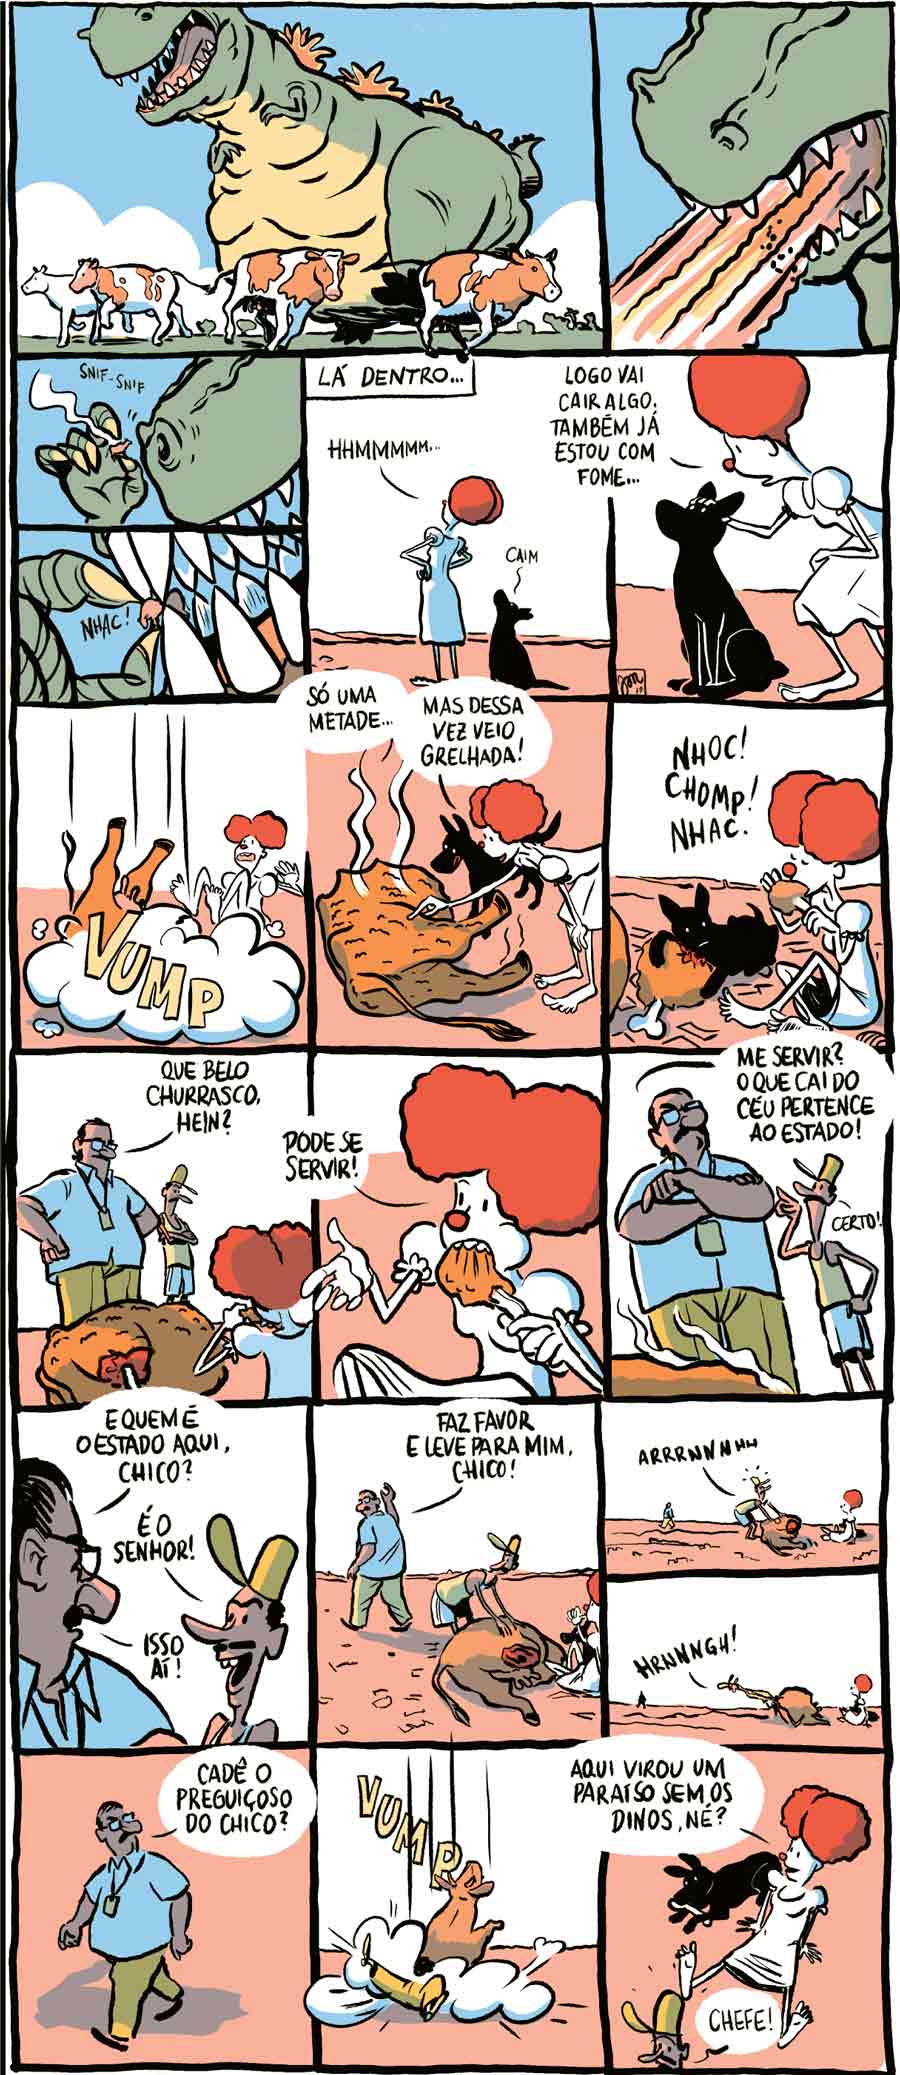 SNIF-SNIF
NHAC!
LÁ DENTRO...
HHMMMMM...
CAIM
LOGO VAI
CAIR ALGO.
TAMBÉM JÁ
ESTOU COM
FOME...
VUMP
SÓ UMA
METADE...
MAS DESSA
VEZ VEIO
GRELHADA!
NHOC!
CHOMP!
NHAC.
QUE BELO
CHURRASCO,
HEIN?
PODE SE
SERVIR!
ME SERVIR?
O QUE CAI DO
CÉU PERTENCE
AO ESTADO!
CERTO!
E QUEM É
O ESTADO AQUI,
CHICO?
É O
SENHOR!
ISSO
AÍ!
FAZ FAVOR
E LEVE PARA MIM,
CHICO!
ARRRNNNHH
HRNNNGH!
CADÊ O
PREGUIÇOSO
DO CHICO?
VUMP
AQUI VIROU UM
PARAÍSO SEM OS
DINOS, NÉ?
CHEFE!